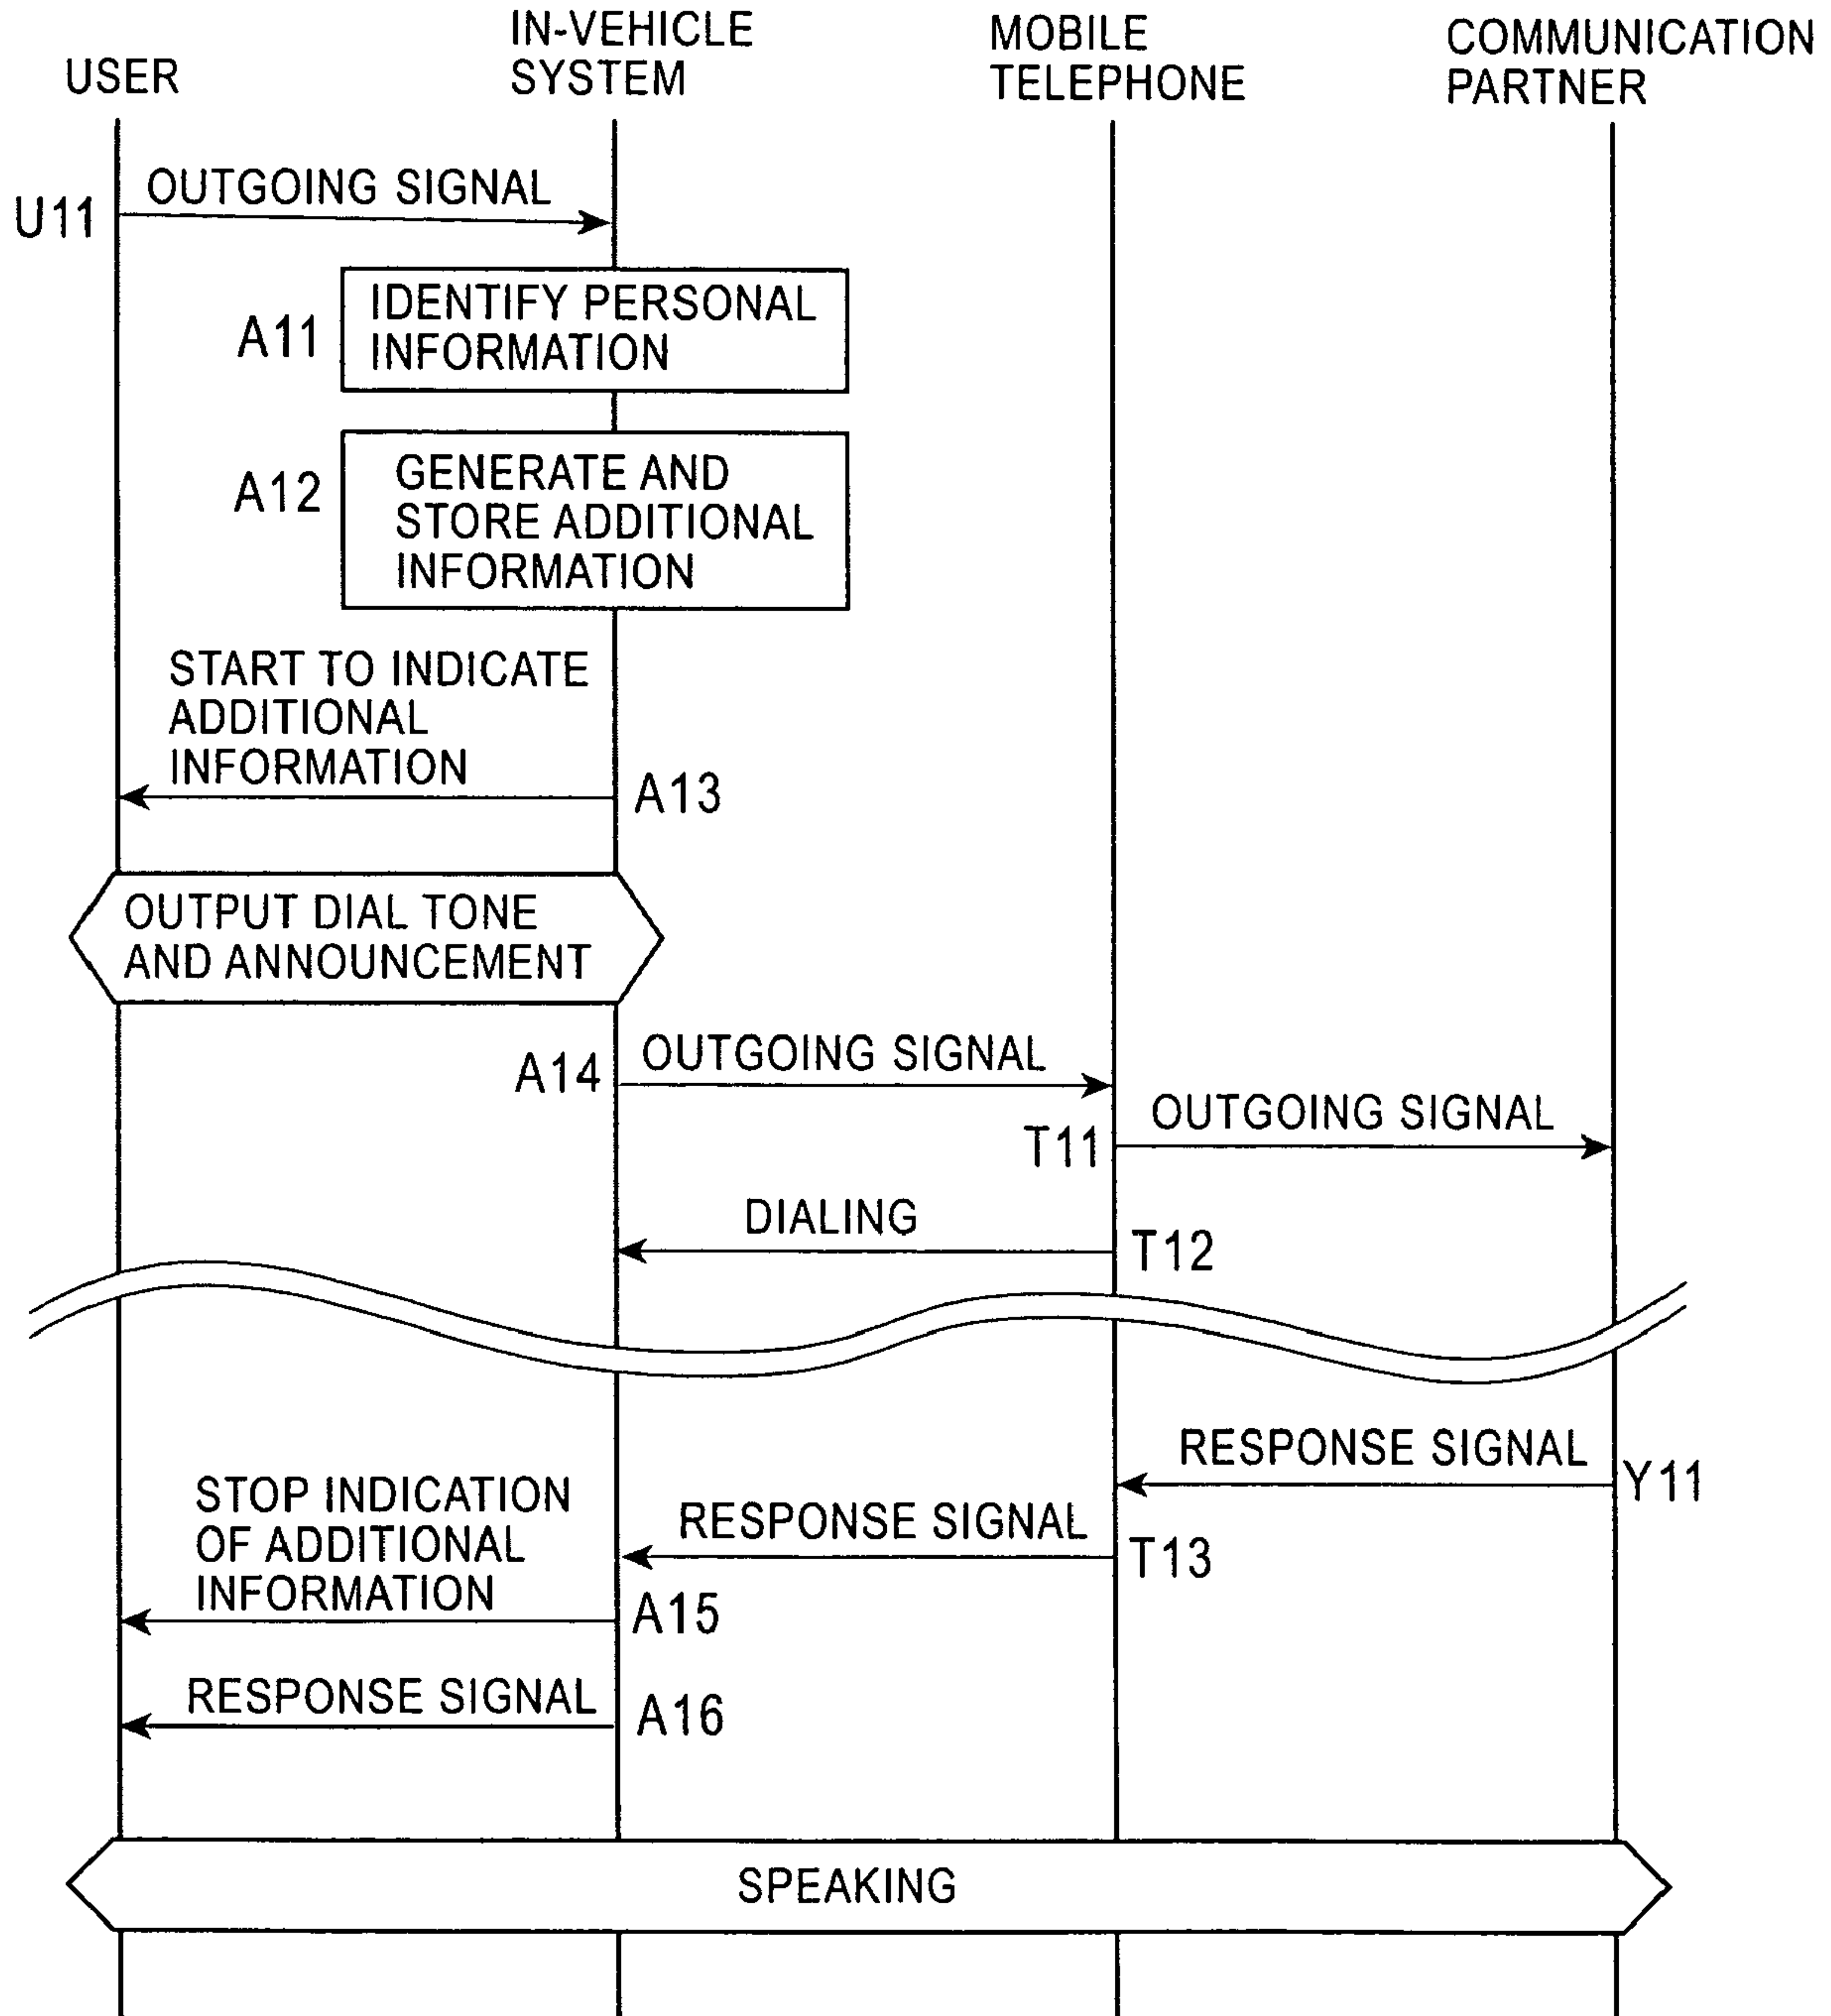 USER
IN-VEHICLE
SYSTEM
MOBILE
TELEPHONE
COMMUNICATION
PARTNER
OUTGOING SIGNAL
U11
A11
IDENTIFY PERSONAL
INFORMATION
A12
GENERATE AND
STORE ADDITIONAL
INFORMATION
START TO INDICATE
ADDITIONAL
INFORMATION
A13
OUTPUT DIAL TONE
AND ANNOUNCEMENT
A14
OUTGOING SIGNAL
T11
OUTGOING SIGNAL
DIALING
T12
RESPONSE SIGNAL
Y11
RESPONSE SIGNAL
T13
STOP INDICATION
OF ADDITIONAL
INFORMATION
A15
RESPONSE SIGNAL
A16
SPEAKING